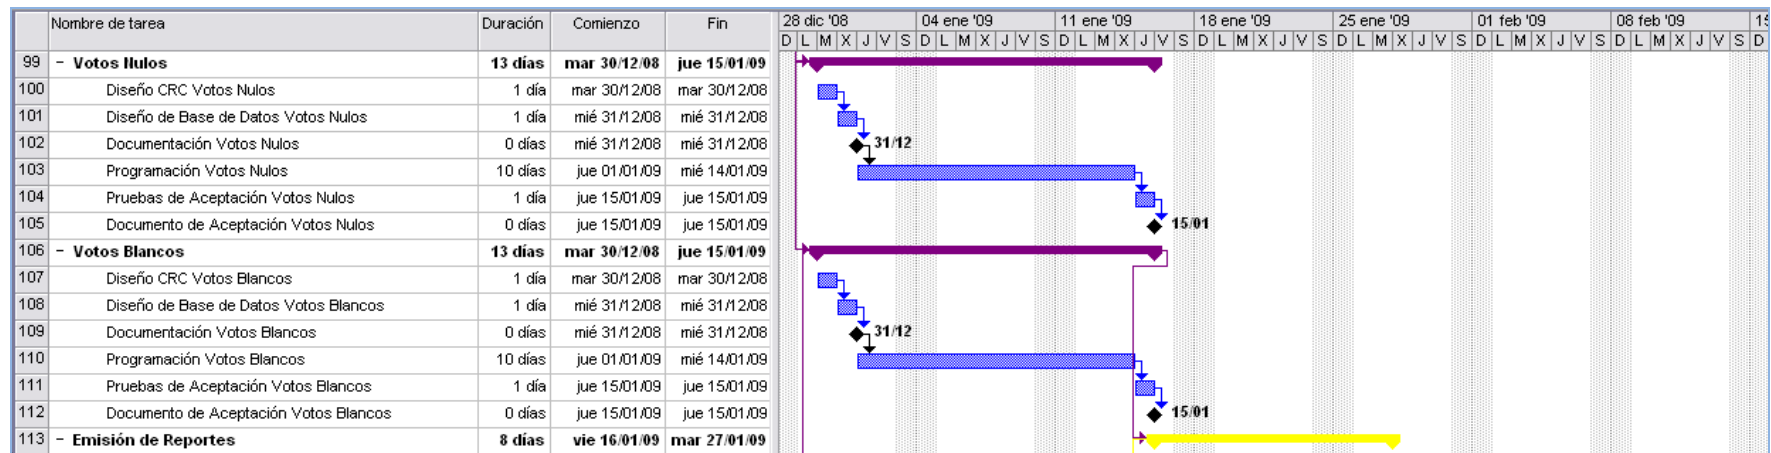 Nombre de tarea Duración Comienzo Fin 28 dic '08 04 ene '09 11 ene '09 18 ene '09 25 ene '09 01 feb '09 08 feb '09
D L M X J V S D L M X J V S D L M X J V S D L M X J V S D L M X J V S D L M X J V S D L M X J V S D
99 − Votos Nulos 13 días mar 30/12/08 jue 15/01/09
100 Diseño CRC Votos Nulos 1 día mar 30/12/08 mar 30/12/08
101 Diseño de Base de Datos Votos Nulos 1 día mié 31/12/08 mié 31/12/08
102 Documentación Votos Nulos 0 días mié 31/12/08 mié 31/12/08 31/12
103 Programación Votos Nulos 10 días jue 01/01/09 mié 14/01/09
104 Pruebas de Aceptación Votos Nulos 1 día jue 15/01/09 jue 15/01/09
105 Documento de Aceptación Votos Nulos 0 días jue 15/01/09 jue 15/01/09 15/01
106 − Votos Blancos 13 días mar 30/12/08 jue 15/01/09
107 Diseño CRC Votos Blancos 1 día mar 30/12/08 mar 30/12/08
108 Diseño de Base de Datos Votos Blancos 1 día mié 31/12/08 mié 31/12/08
109 Documentación Votos Blancos 0 días mié 31/12/08 mié 31/12/08 31/12
110 Programación Votos Blancos 10 días jue 01/01/09 mié 14/01/09
111 Pruebas de Aceptación Votos Blancos 1 día jue 15/01/09 jue 15/01/09
112 Documento de Aceptación Votos Blancos 0 días jue 15/01/09 jue 15/01/09 15/01
113 − Emisión de Reportes 8 días vie 16/01/09 mar 27/01/09